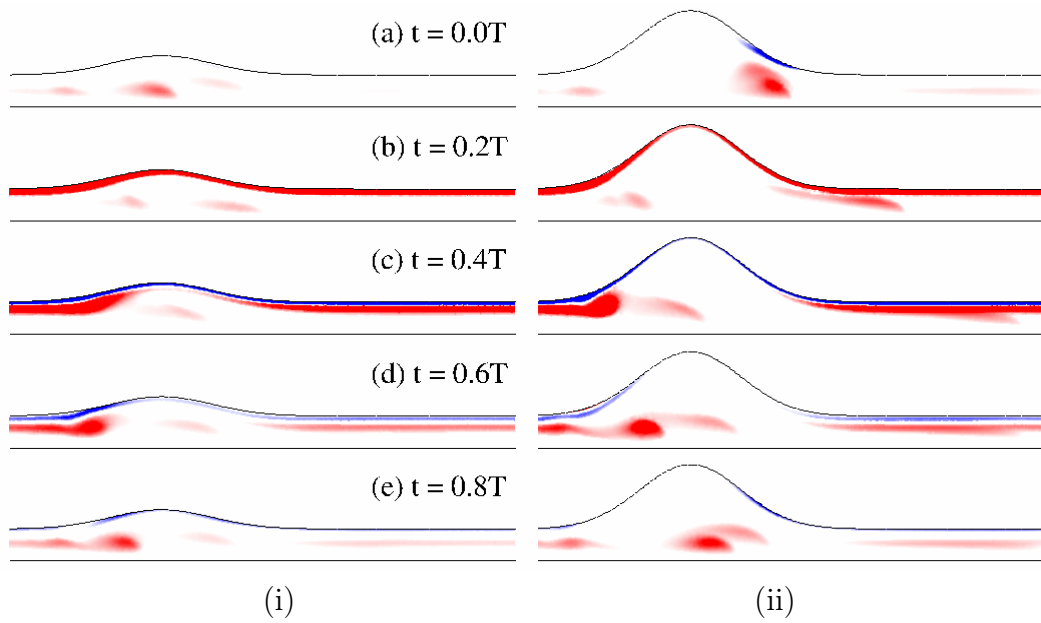 (a) t = 0.0T
(b) t = 0.2T
(c) t = 0.4T
(d) t = 0.6T
(e) t = 0.8T
(i)
(ii)